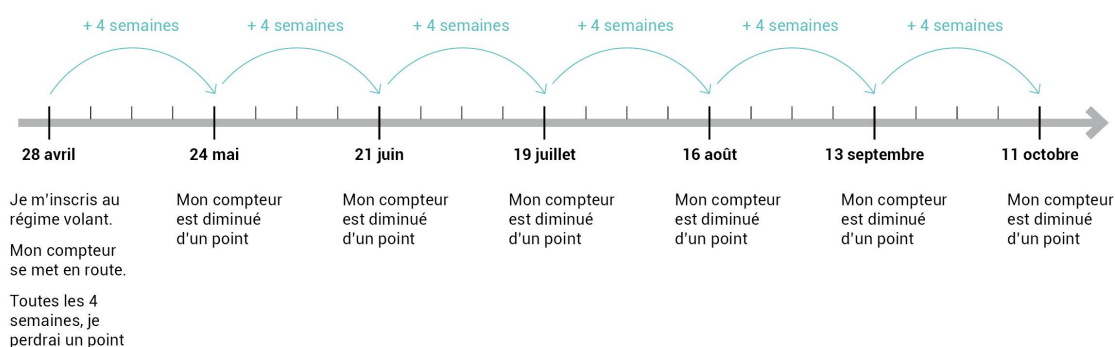 + 4 semaines
+ 4 semaines
+ 4 semaines
+ 4 semaines
+ 4 semaines
+ 4 semaines
28 avril
24 mai
21 juin
19 juillet
16 août
13 septembre
11 octobre
Je m'inscris au
régime volant.
Mon compteur
se met en route.
Toutes les 4
semaines, je
perdrai un point
Mon compteur
est diminué
d'un point
Mon compteur
est diminué
d'un point
Mon compteur
est diminué
d'un point
Mon compteur
est diminué
d'un point
Mon compteur
est diminué
d'un point
Mon compteur
est diminué
d'un point